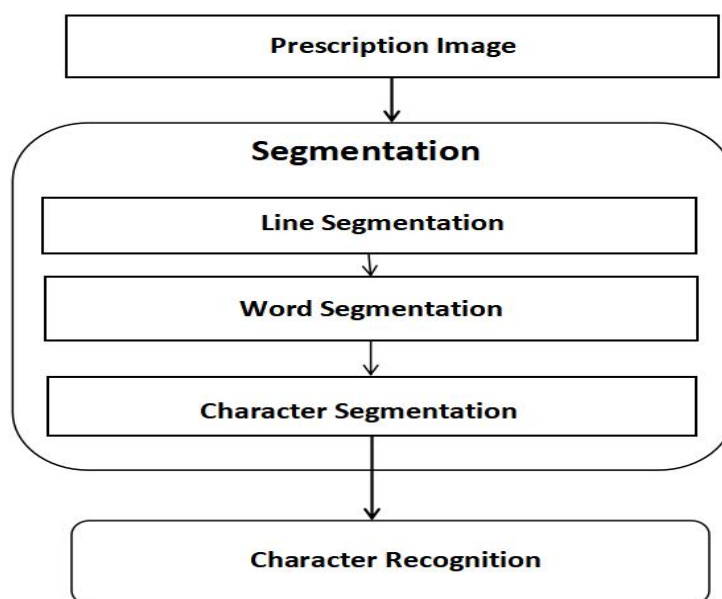 Prescription Image
Segmentation
Line Segmentation
Word Segmentation
Character Segmentation
Character Recognition